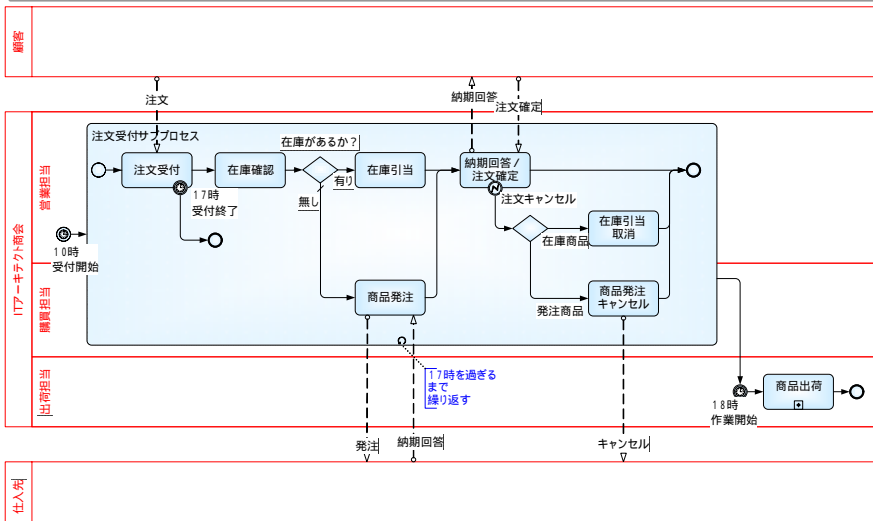 顧客
注文
納期回答
注文確定
ITアーキテクト商会
営業担当
注文受付サブプロセス
在庫があるか?
注文受付
在庫確認
有り
在庫引当
納期回答/
注文確定
17時
受付終了
無し
注文キャンセル
在庫商品
在庫引当
取消
10時
受付開始
購買担当
商品発注
発注商品
商品発注
キャンセル
出荷担当
17時を過ぎる
まで
繰り返す
18時
作業開始
商品出荷
発注
納期回答
キャンセル
仕入先